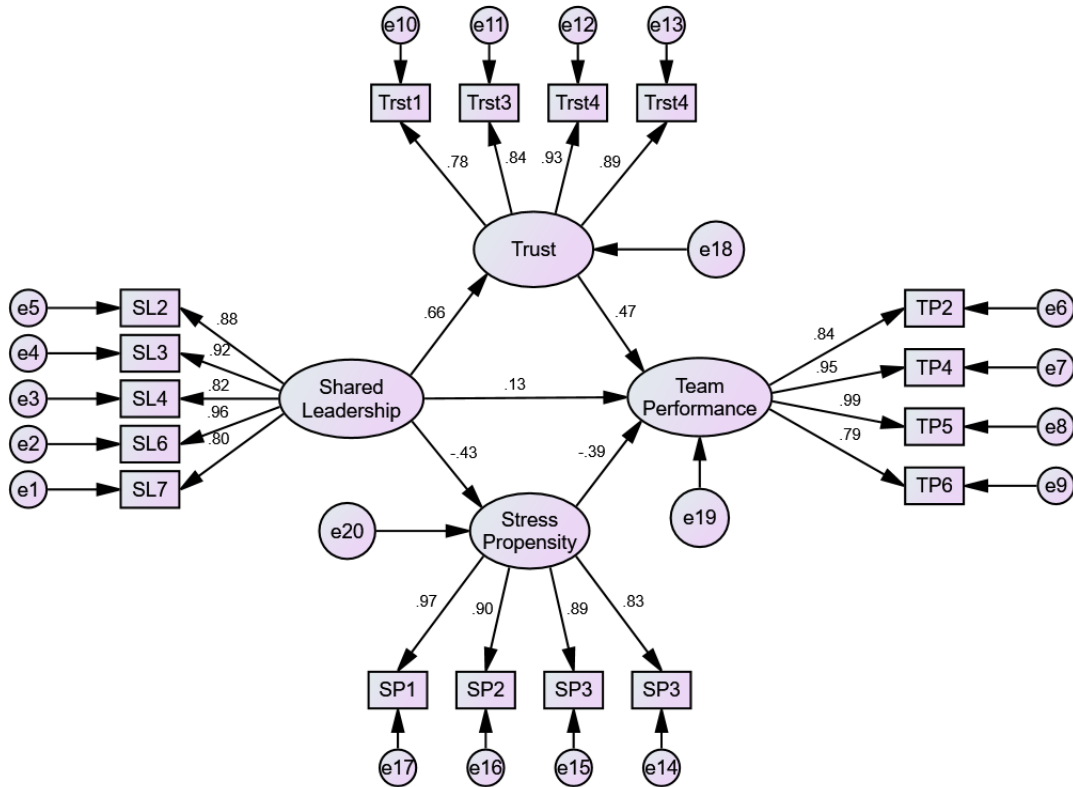 e10 e11 e12 e13
Trst1 Trst3 Trst4 Trst4
.78 .84 .93 .89
Trust
e18
e5 SL2
e4 SL3
e3 SL4
e2 SL6
e1 SL7
.88
.92
.82
.96
.80
Shared
Leadership
.66
.47
.13
-.43
-.39
Team
Performance
.84
.95
.99
.79
TP2 e6
TP4 e7
TP5 e8
TP6 e9
e19
e20
Stress
Propensity
.97 .90 .89 .83
SP1 SP2 SP3 SP3
e17 e16 e15 e14